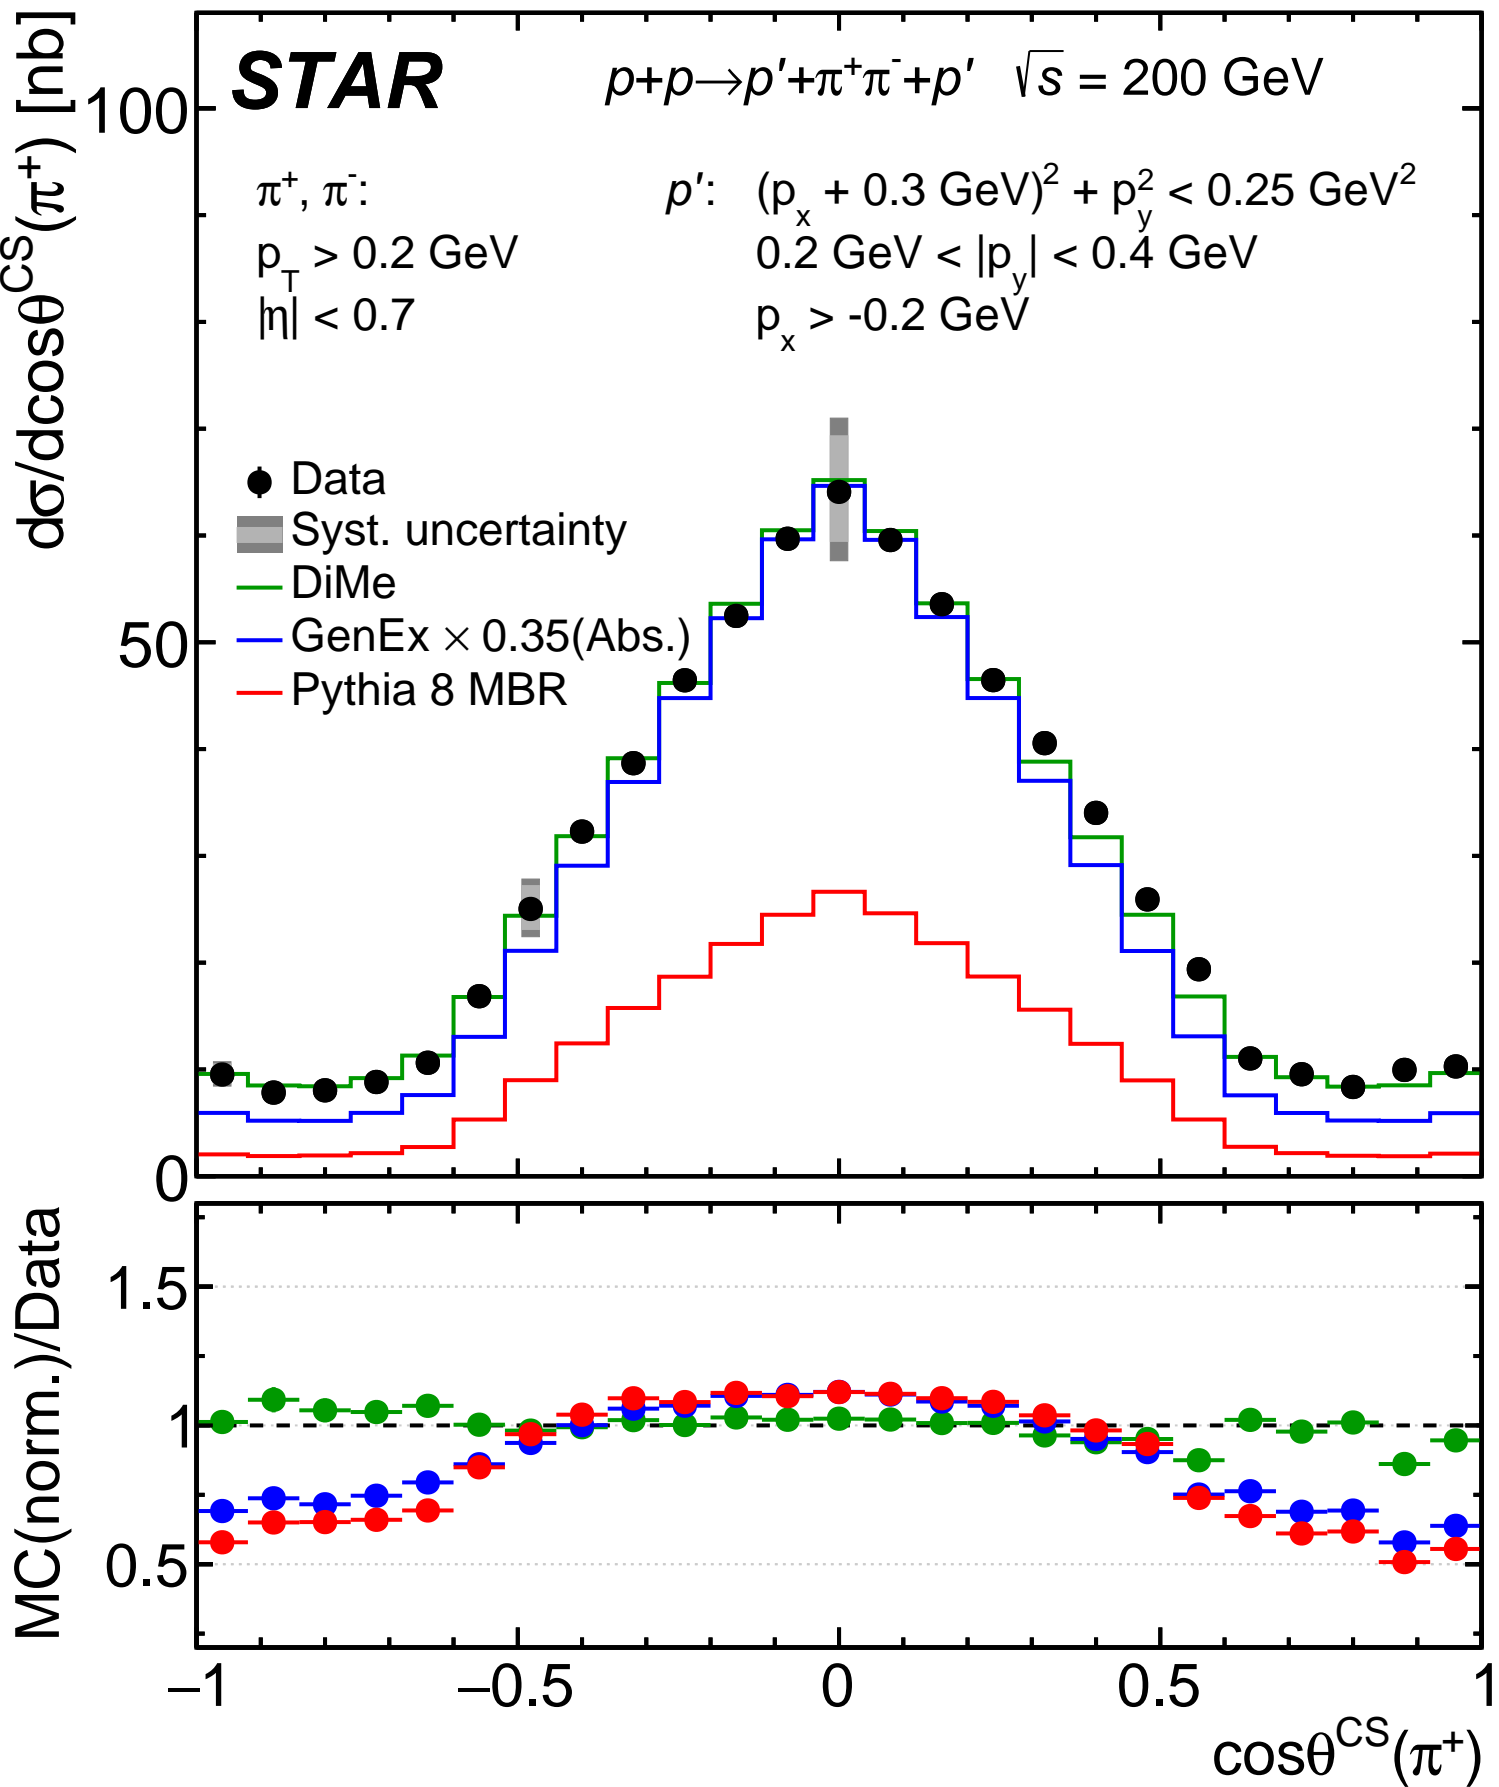 dσ/dcosθ^CS(π⁺) [nb]
STAR p+p→p′+π⁺π⁻+p′ √s = 200 GeV
π⁺, π⁻: p′: (p_x + 0.3 GeV)² + p_y² < 0.25 GeV²
p_T > 0.2 GeV 0.2 GeV < |p_y| < 0.4 GeV
|η| < 0.7 p_x > -0.2 GeV
Data
Syst. uncertainty
DiMe
GenEx × 0.35(Abs.)
Pythia 8 MBR
100
50
0
MC(norm.)/Data
1.5
1
0.5
−1 −0.5 0 0.5 1
cosθ^CS(π⁺)